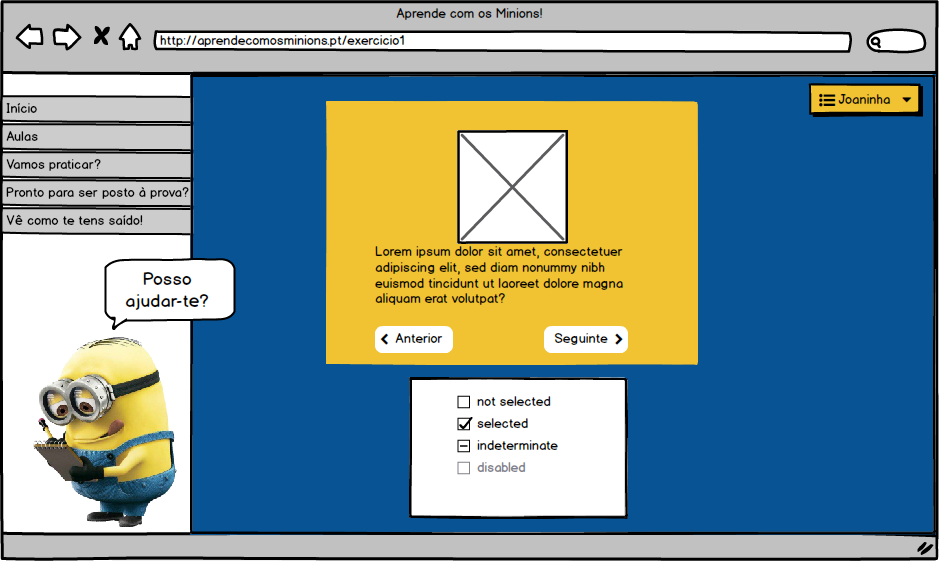 Aprende com os Minions!
http://aprendecomosminions.pt/exercicio1
Joaninha
Início
Aulas
Vamos praticar?
Pronto para ser posto à prova?
Vê como te tens saído!
Posso
ajudar-te?
Lorem ipsum dolor sit amet, consectetuer
adipiscing elit, sed diam nonummy nibh
euismod tincidunt ut laoreet dolore magna
aliquam erat volutpat?
Anterior
Seguinte
not selected
selected
indeterminate
disabled